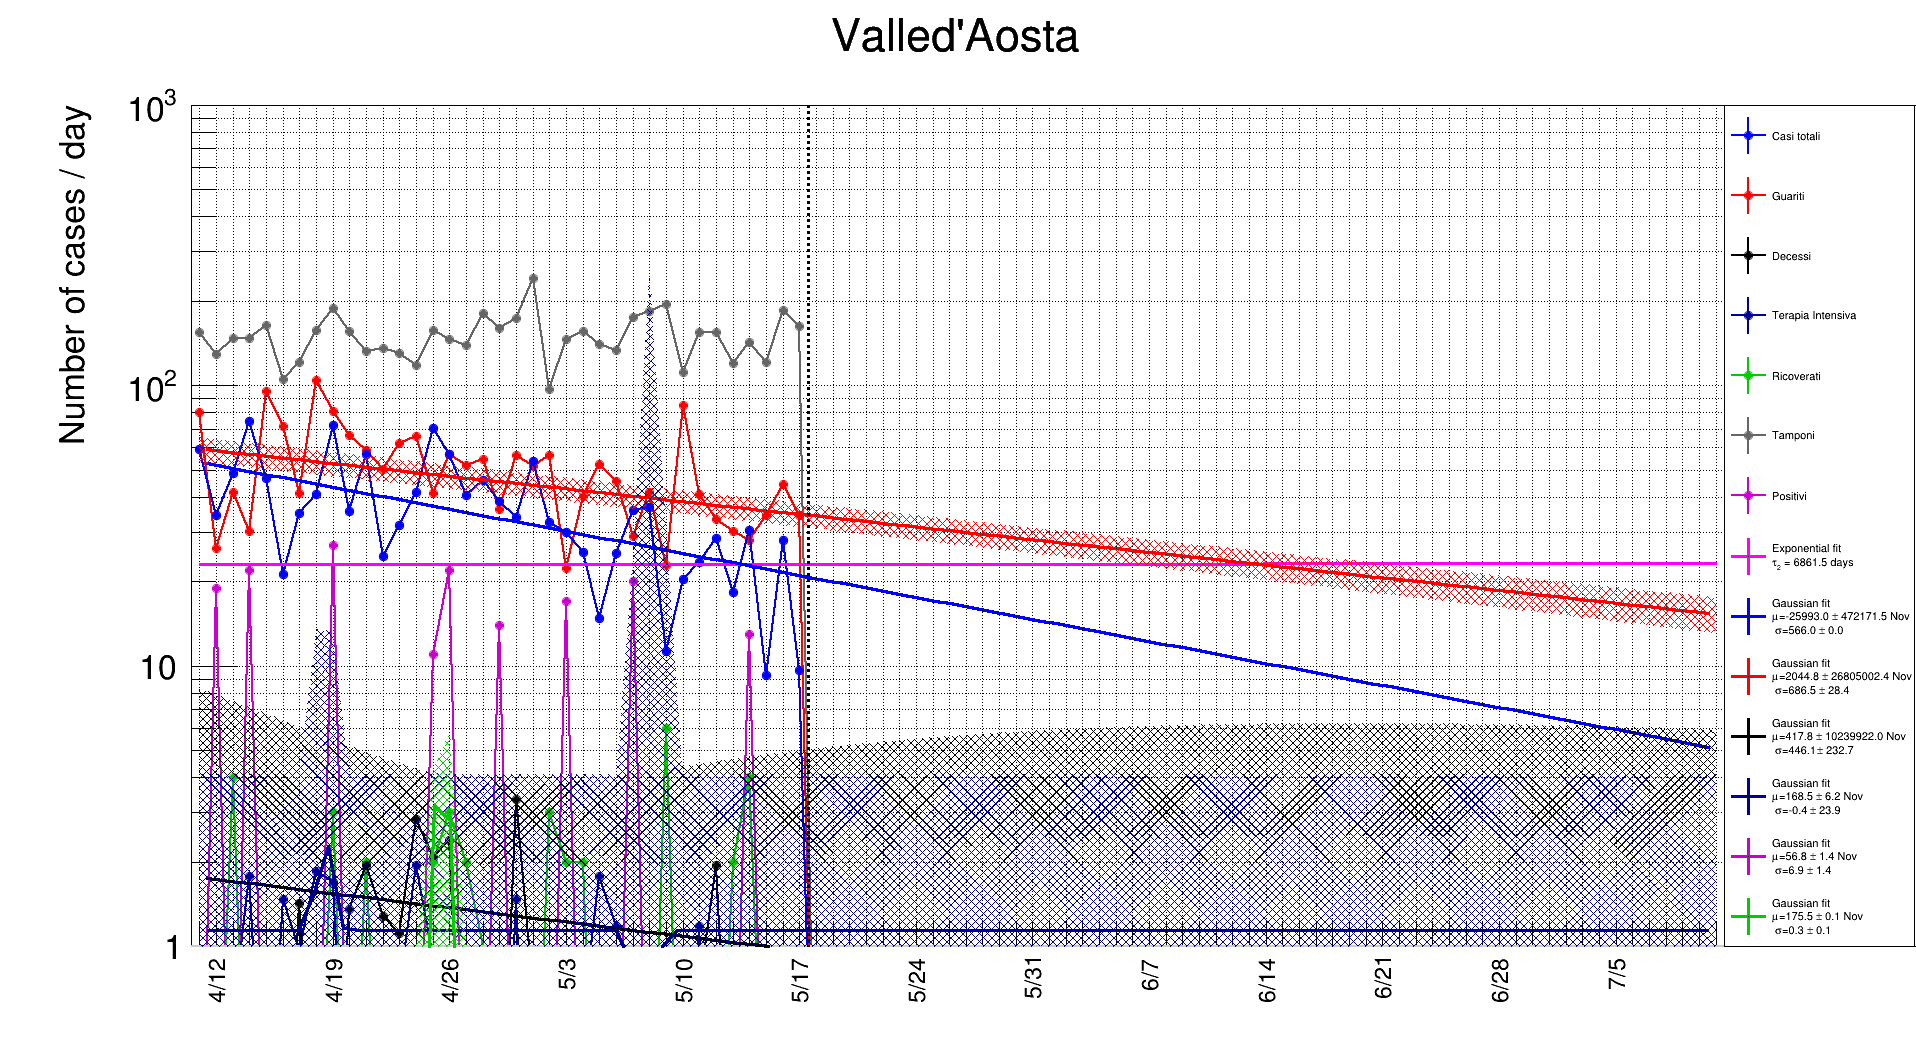 Valled'Aosta
Number of cases / day
10³
10²
10
1
4/12
4/19
4/26
5/3
5/10
5/17
5/24
5/31
6/7
6/14
6/21
6/28
7/5
Casi totali
Guariti
Decessi
Terapia Intensiva
Ricoverati
Tamponi
Positivi
Exponential fit
τ₂ = 6861.5 days
Gaussian fit
μ=-25993.0 ± 472171.5 Nov
σ=566.0 ± 0.0
Gaussian fit
μ=2044.8 ± 26805002.4 Nov
σ=686.5 ± 28.4
Gaussian fit
μ=417.8 ± 10239922.0 Nov
σ=446.1 ± 232.7
Gaussian fit
μ=168.5 ± 6.2 Nov
σ=-0.4 ± 23.9
Gaussian fit
μ=56.8 ± 1.4 Nov
σ=6.9 ± 1.4
Gaussian fit
μ=175.5 ± 0.1 Nov
σ=0.3 ± 0.1